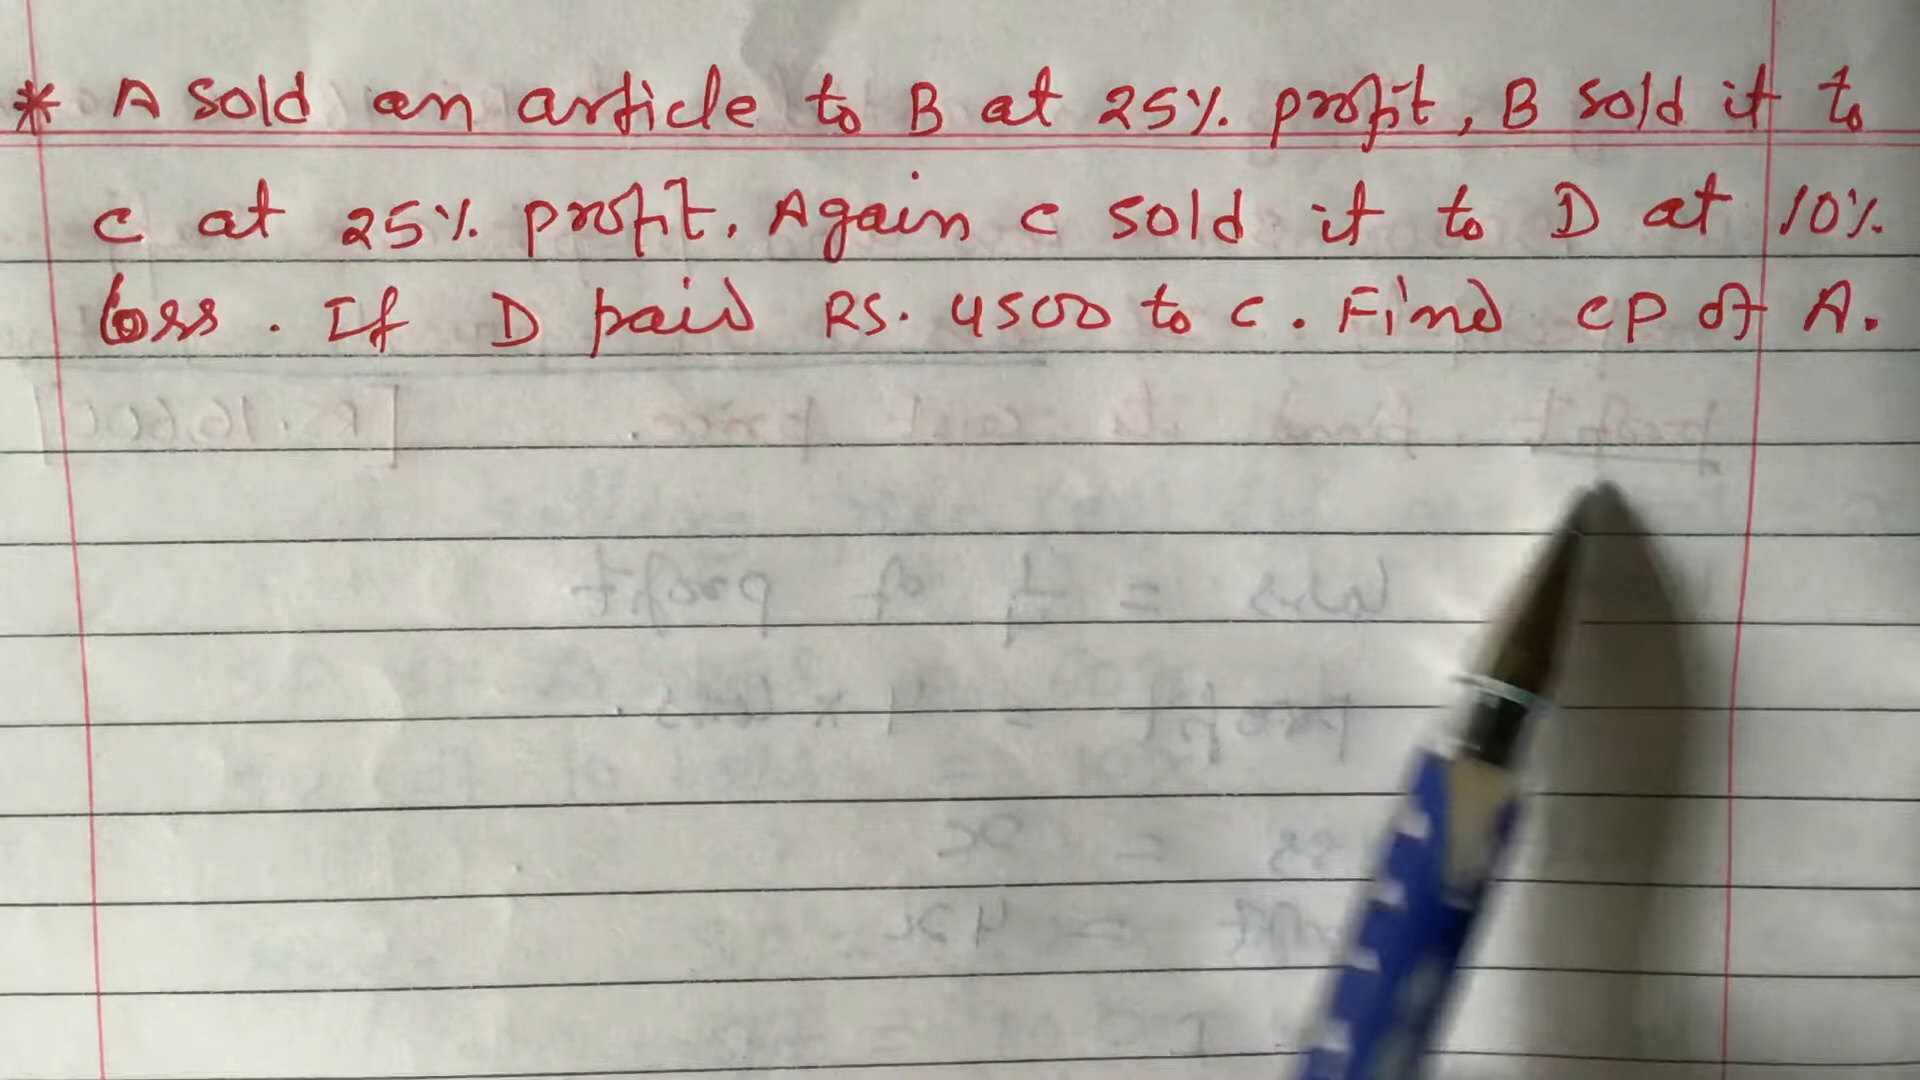 * A sold an article to B at 25% profit, B sold it to
C at 25% profit. Again C sold it to D at 10%
loss. If D paid RS. 4500 to C. Find CP of A.